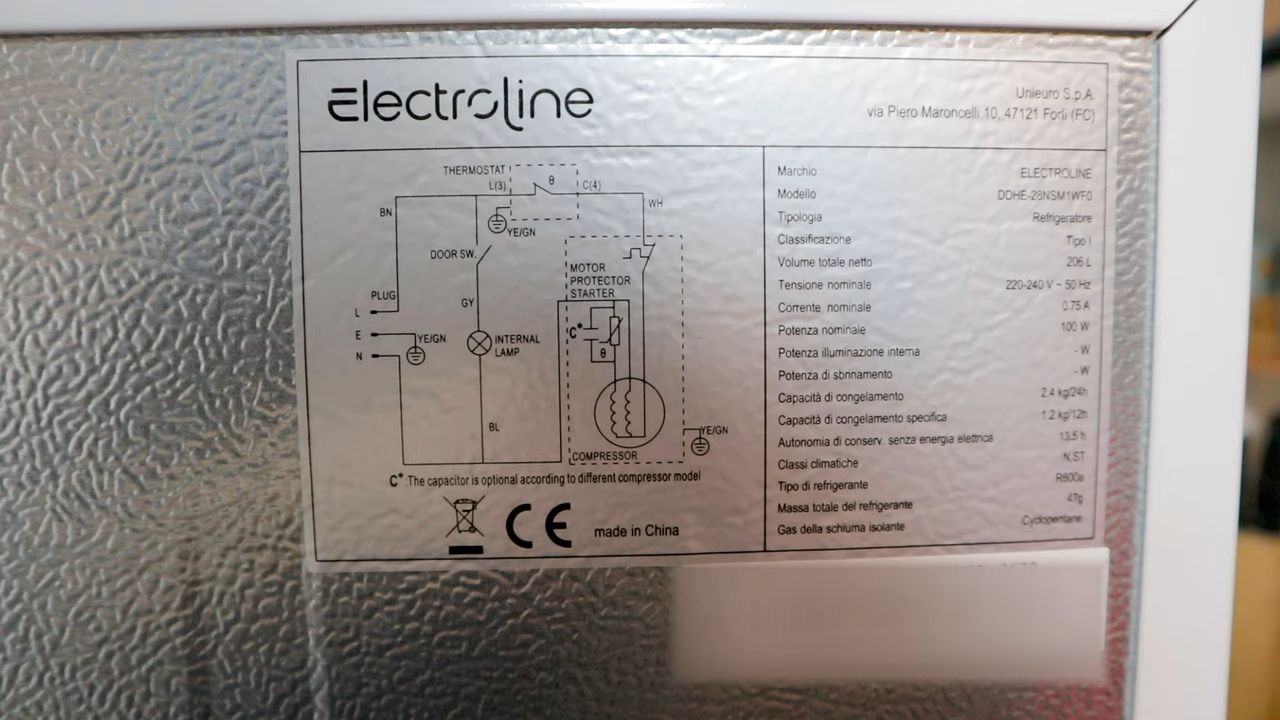 Electroline
Unieuro S.p.A.
via Piero Maroncelli 10, 47121 Forlì (FC)
THERMOSTAT
L(3)
θ
C(4)
BN
WH
YE/GN
DOOR SW.
MOTOR
PROTECTOR
STARTER
PLUG
GY
L
C*
E
YE/GN
INTERNAL
LAMP
N
θ
BL
YE/GN
COMPRESSOR
C*:The capacitor is optional according to different compressor model
CE
made in China
Marchio ELECTROLINE
Modello DDHE-28NSM1WF0
Tipologia Refrigeratore
Classificazione Tipo I
Volume totale netto 206 L
Tensione nominale 220-240 V ~ 50 Hz
Corrente nominale 0.75 A
Potenza nominale 100 W
Potenza illuminazione interna - W
Potenza di sbrinamento - W
Capacità di congelamento 2.4 kg/24h
Capacità di congelamento specifica 1.2 kg/12h
Autonomia di conserv. senza energia elettrica 13.5 h
Classi climatiche N,ST
Tipo di refrigerante R600a
Massa totale del refrigerante 47g
Gas della schiuma isolante Cyclopentane